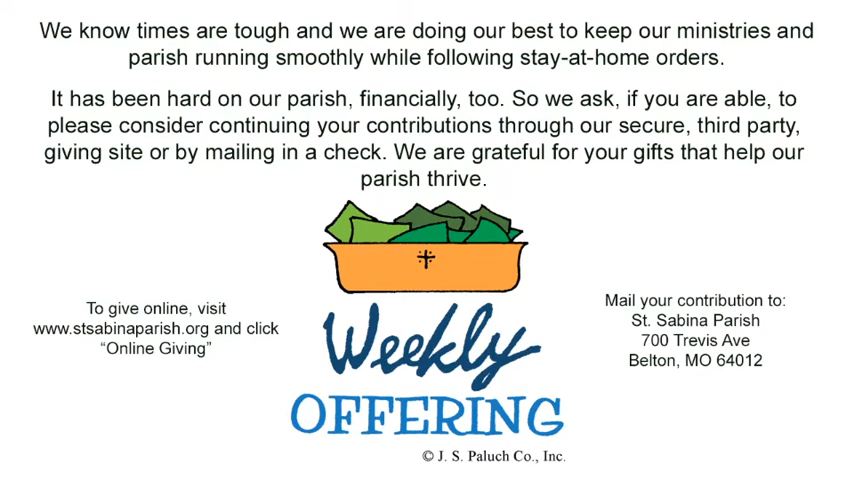 We know times are tough and we are doing our best to keep our ministries and
parish running smoothly while following stay-at-home orders.
It has been hard on our parish, financially, too. So we ask, if you are able, to
please consider continuing your contributions through our secure, third party,
giving site or by mailing in a check. We are grateful for your gifts that help our
parish thrive.
To give online, visit
www.stsabinaparish.org and click
“Online Giving”
Weekly
OFFERING
© J. S. Paluch Co., Inc.
Mail your contribution to:
St. Sabina Parish
700 Trevis Ave
Belton, MO 64012